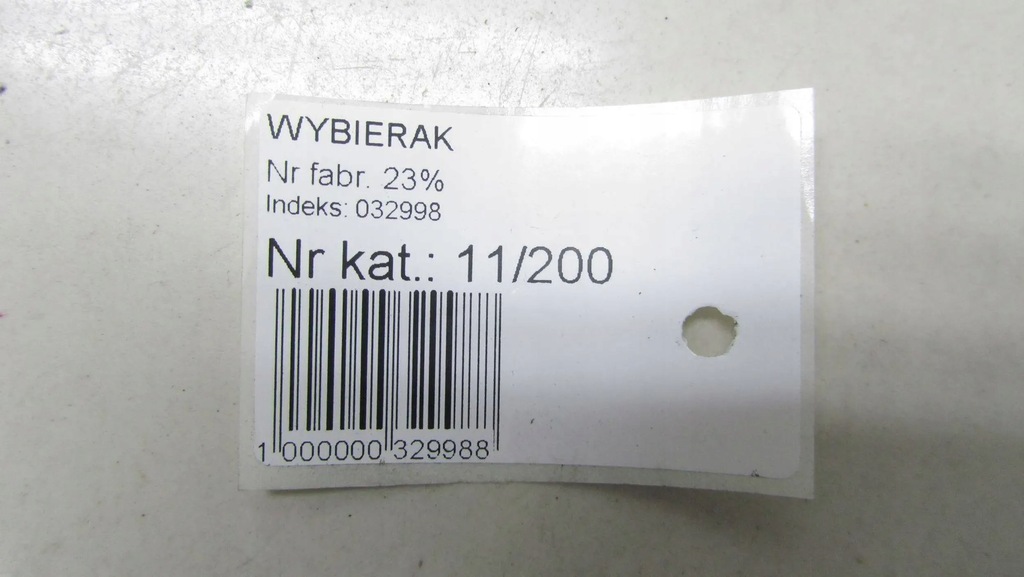 WYBIERAK
Nr fabr. 23%
Indeks: 032998
Nr kat.: 11/200
1 000000 329988